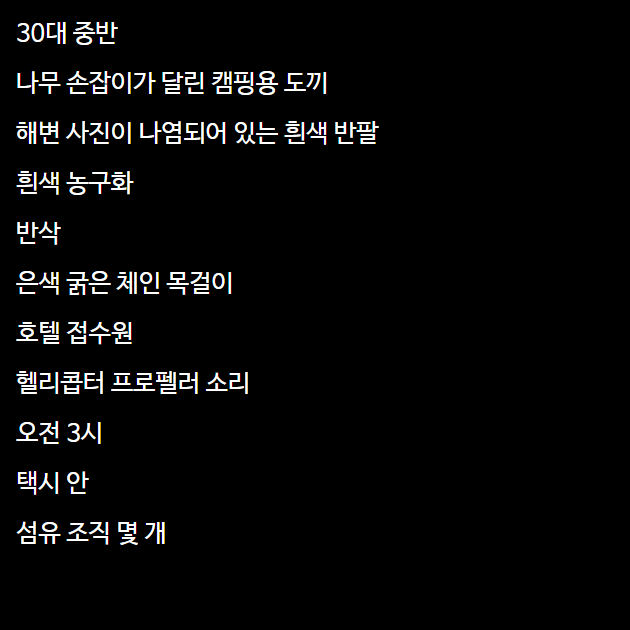 30대 중반
나무 손잡이가 달린 캠핑용 도끼
해변 사진이 나염되어 있는 흰색 반팔
흰색 농구화
반삭
은색 굵은 체인 목걸이
호텔 접수원
헬리콥터 프로펠러 소리
오전 3시
택시 안
섬유 조직 몇 개